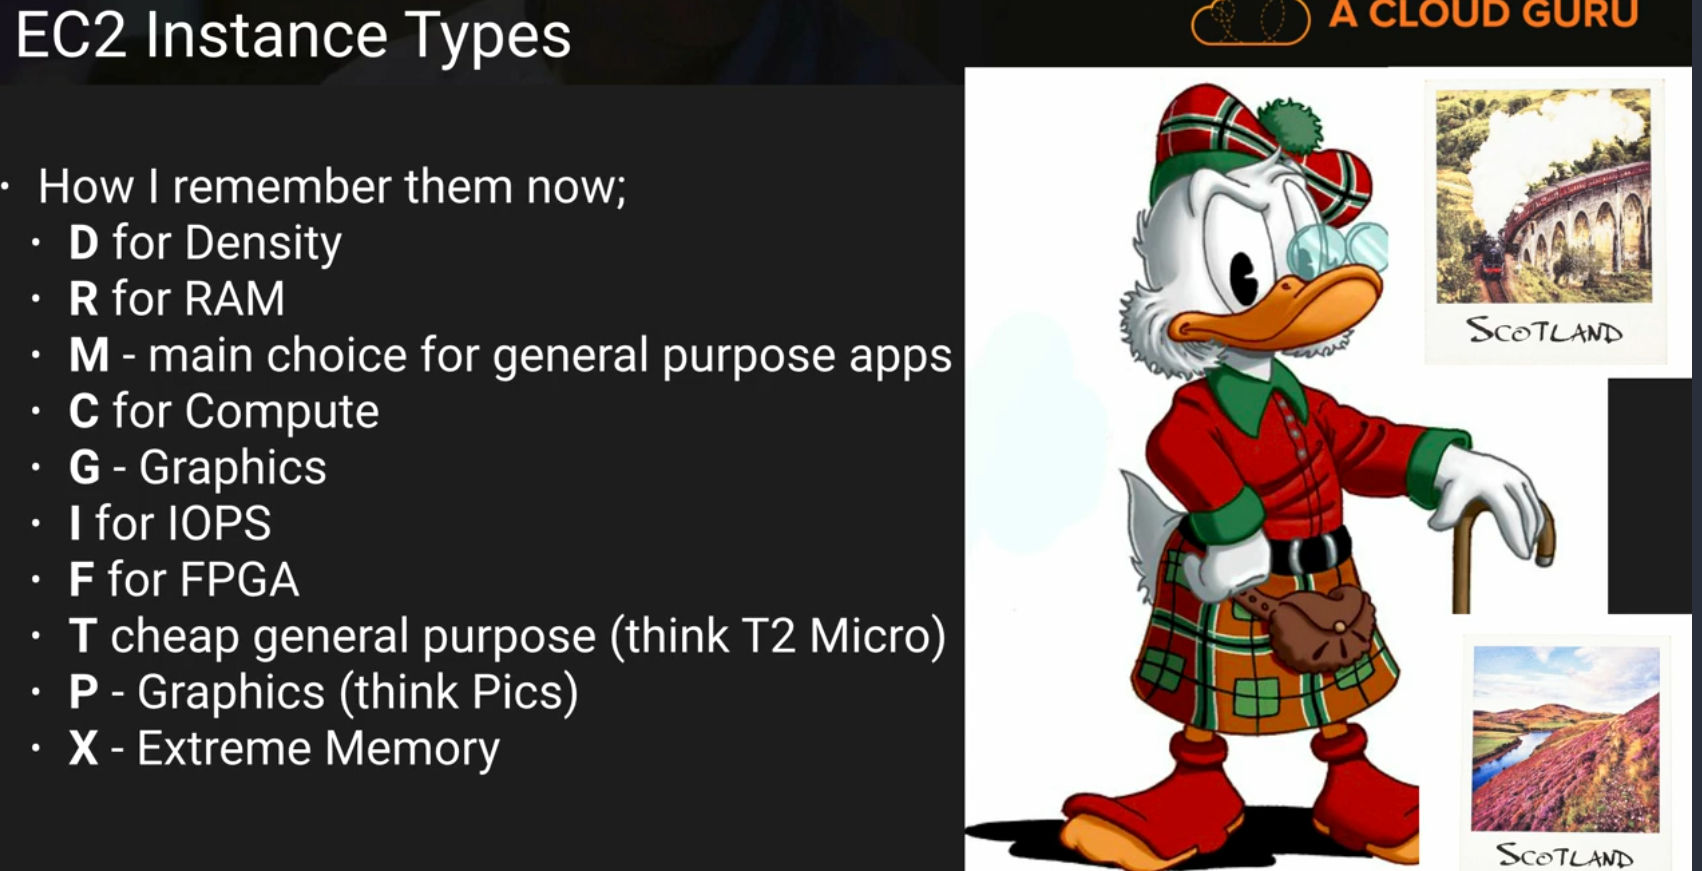 EC2 Instance Types
A CLOUD GURU
· How I remember them now;
· D for Density
· R for RAM
· M - main choice for general purpose apps
· C for Compute
· G - Graphics
· I for IOPS
· F for FPGA
· T cheap general purpose (think T2 Micro)
· P - Graphics (think Pics)
· X - Extreme Memory
SCOTLAND
SCOTLAND